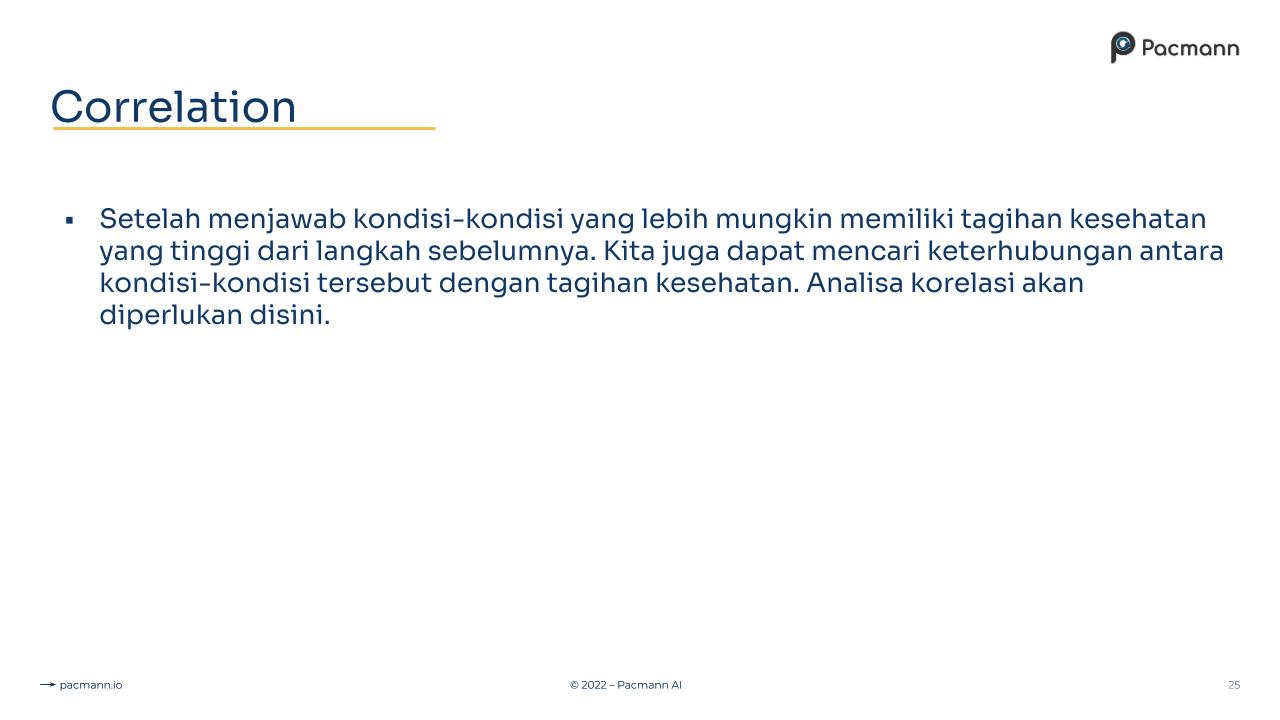 Pacmann
Correlation
▪ Setelah menjawab kondisi-kondisi yang lebih mungkin memiliki tagihan kesehatan
yang tinggi dari langkah sebelumnya. Kita juga dapat mencari keterhubungan antara
kondisi-kondisi tersebut dengan tagihan kesehatan. Analisa korelasi akan
diperlukan disini.
pacmann.io
© 2022 – Pacmann AI
25